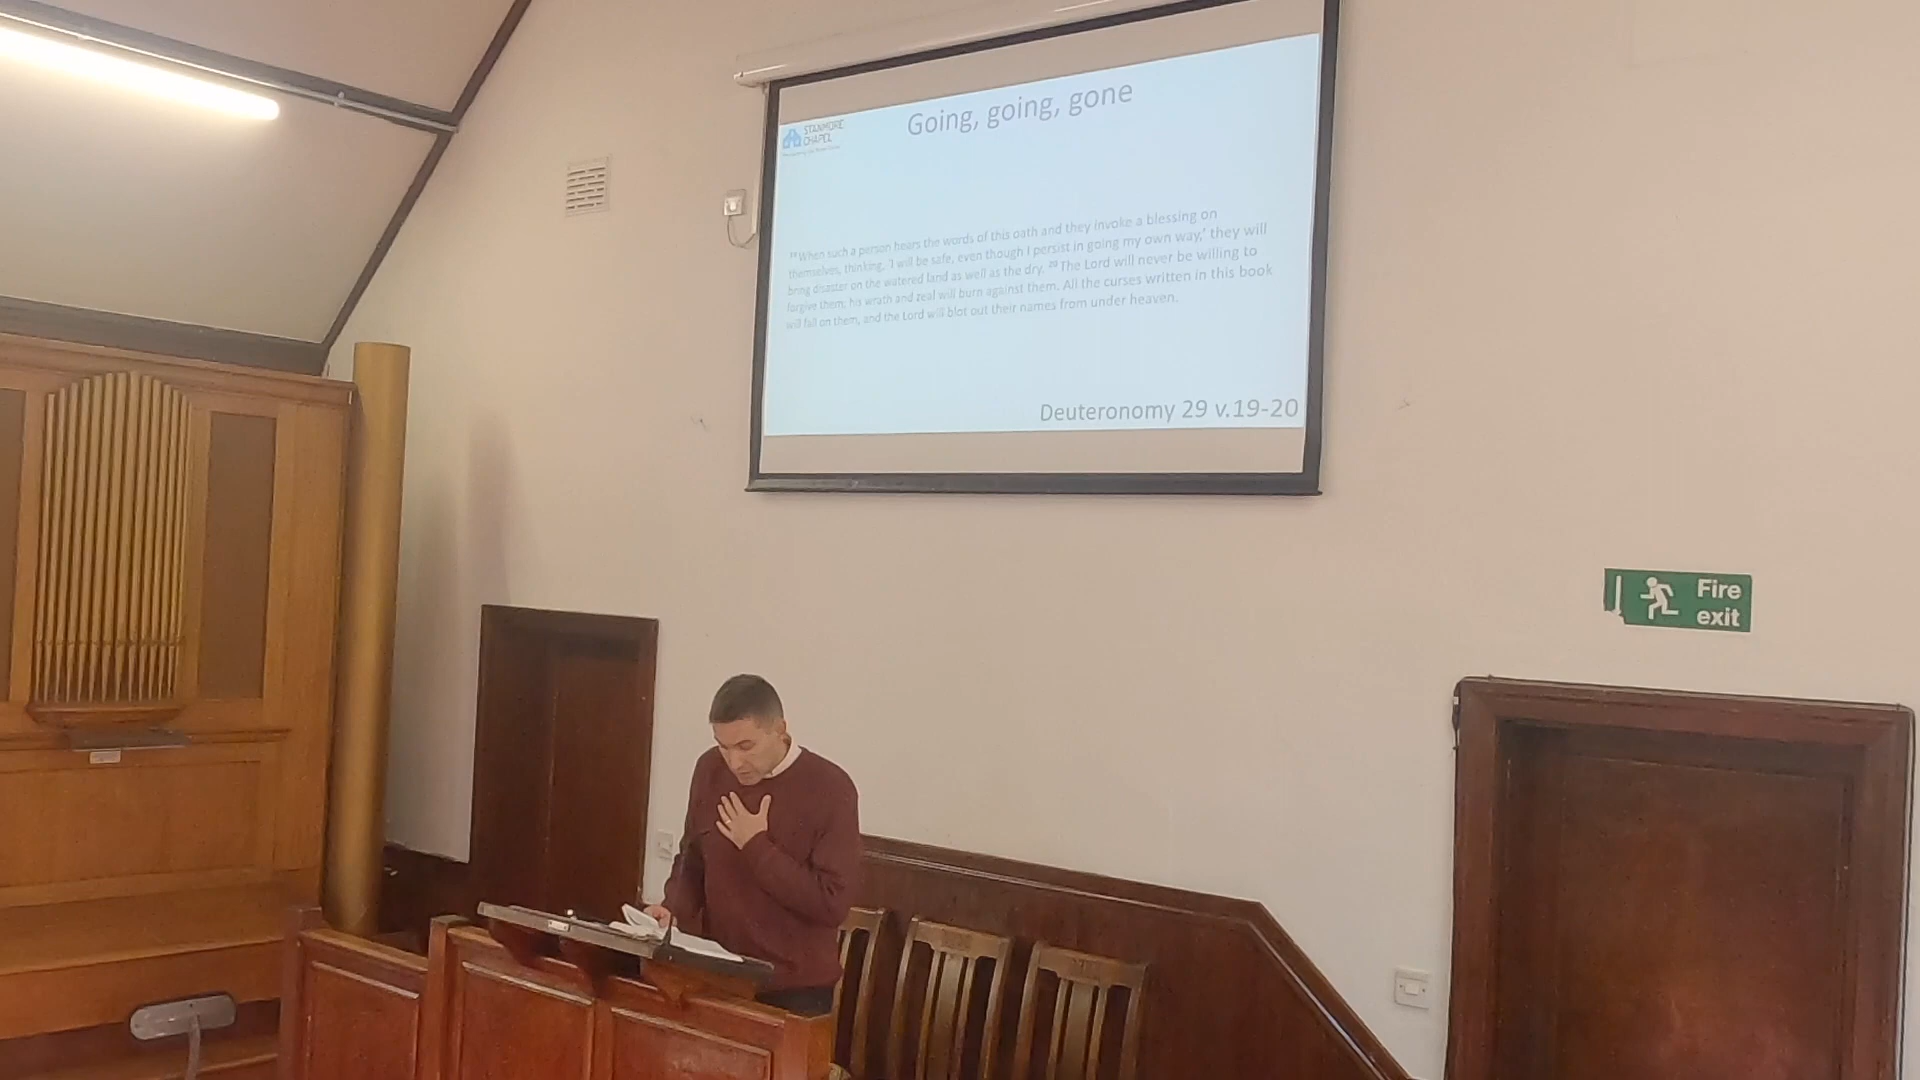 Going, going, gone
STANMORE
CHAPEL
¹⁹When such a person hears the words of this oath and they invoke a blessing on
themselves, thinking, 'I will be safe, even though I persist in going my own way,' they will
bring disaster on the watered land as well as the dry. ²⁰The Lord will never be willing to
forgive them; his wrath and zeal will burn against them. All the curses written in this book
will fall on them, and the Lord will blot out their names from under heaven.
Deuteronomy 29 v.19-20
Fire
exit